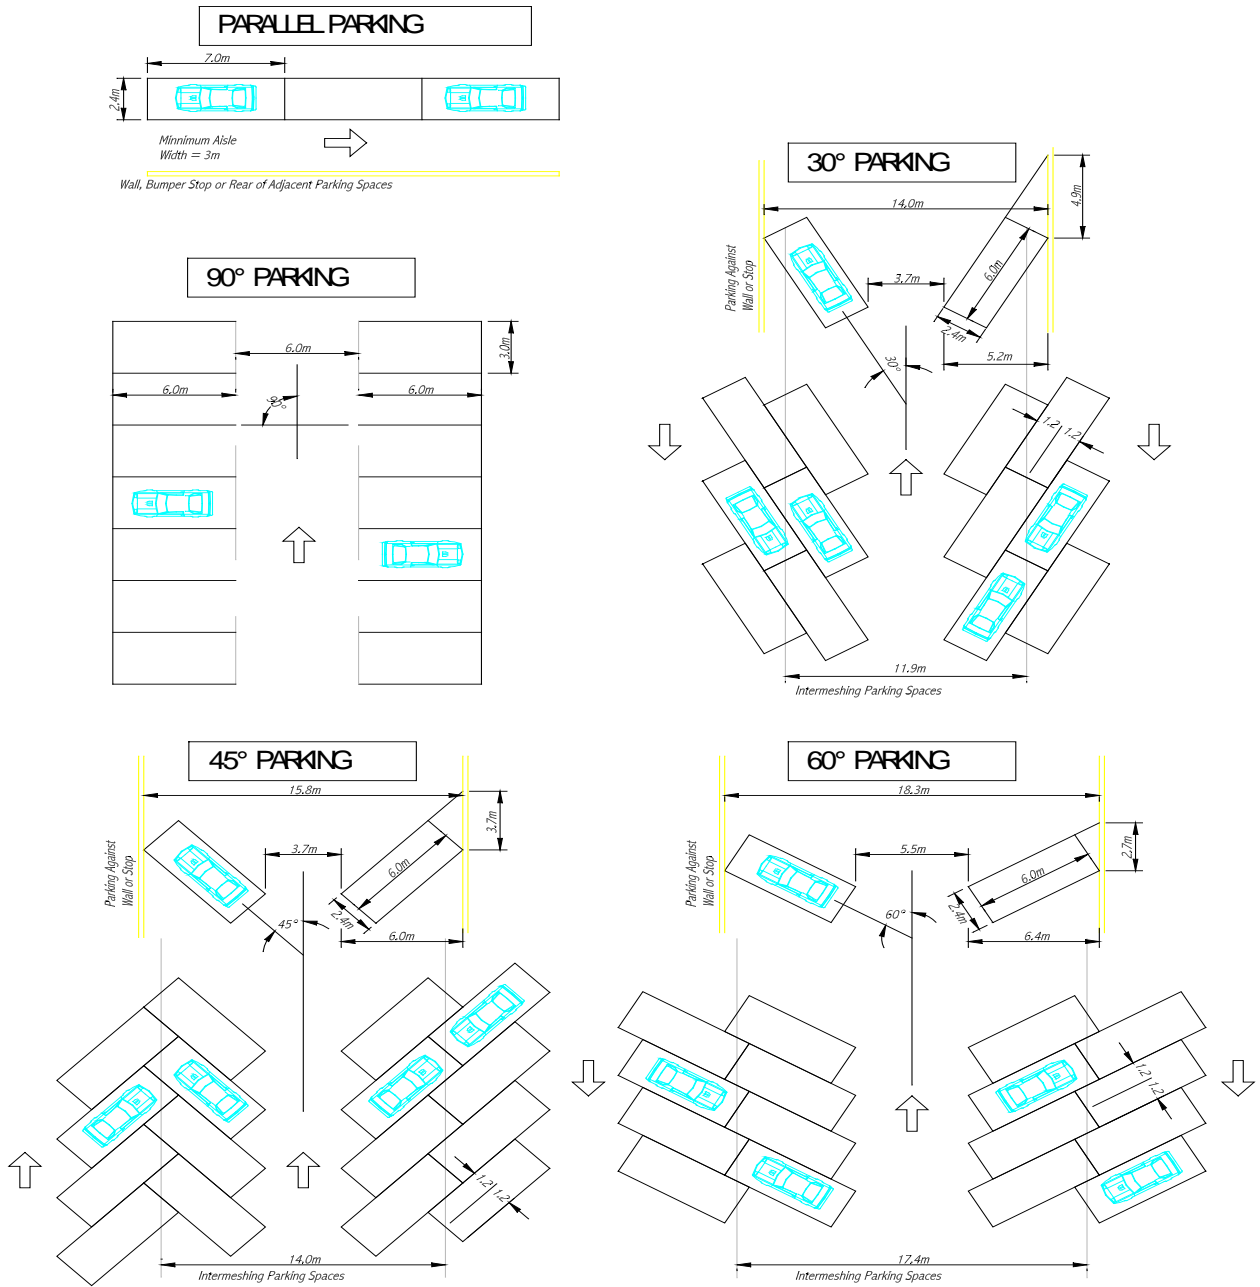 PARALLEL PARKING
7.0m
2.4m
Minnimum Aisle
Width = 3m
Wall, Bumper Stop or Rear of Adjacent Parking Spaces
30° PARKING
14.0m
4.9m
Parking Against
Wall or Stop
3.7m
6.0m
2.4m
5.2m
30°
1.2
1.2
11.9m
Intermeshing Parking Spaces
90° PARKING
6.0m
3.0m
6.0m
6.0m
90°
45° PARKING
15.8m
3.7m
Parking Against
Wall or Stop
3.7m
6.0m
2.4m
45°
6.0m
1.2
1.2
14.0m
Intermeshing Parking Spaces
60° PARKING
18.3m
2.7m
Parking Against
Wall or Stop
5.5m
6.0m
2.4m
60°
6.4m
1.2
1.2
17.4m
Intermeshing Parking Spaces